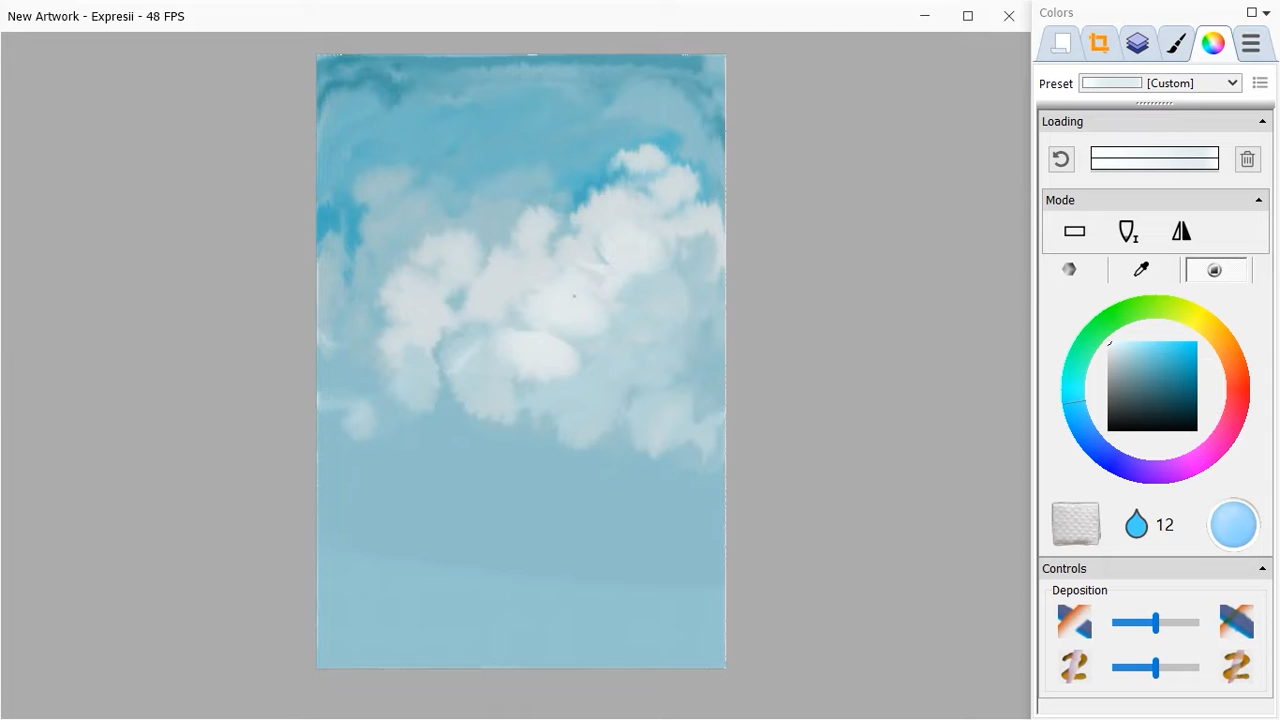 New Artwork - Expresii - 48 FPS
Colors
Preset [Custom]
Loading
Mode
I
12
Controls
Deposition